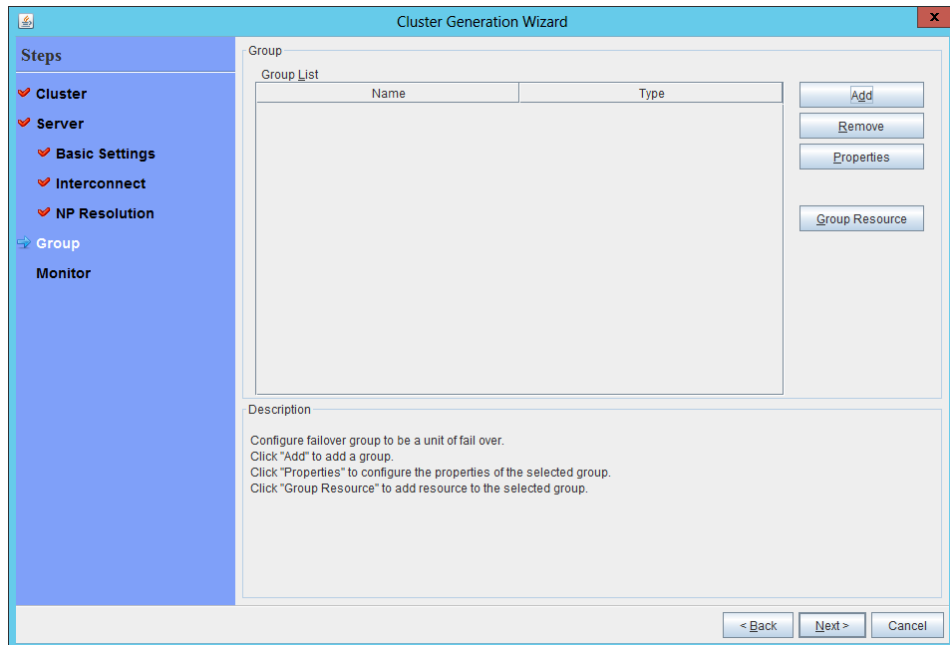 Cluster Generation Wizard
x
Steps
Cluster
Server
Basic Settings
Interconnect
NP Resolution
Group
Monitor
Group
Group List
Name Type
Add
Remove
Properties
Group Resource
Description
Configure failover group to be a unit of fail over.
Click "Add" to add a group.
Click "Properties" to configure the properties of the selected group.
Click "Group Resource" to add resource to the selected group.
< Back Next > Cancel